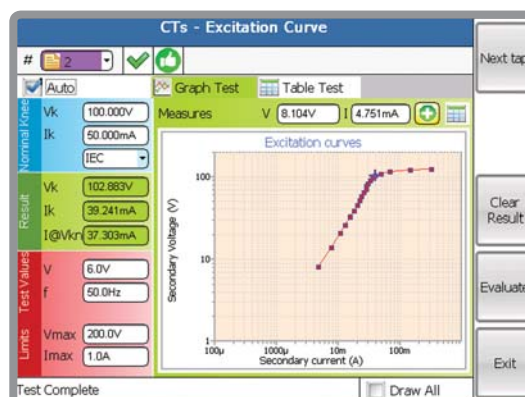 CTs - Excitation Curve
# 2
Next tap
Auto
Graph Test
Table Test
Nominal Knee
Vk 100.000V
Ik 50.000mA
IEC
Measures V 8.104V I 4.751mA
Excitation curves
Result
Vk 102.883V
Ik 39.241mA
I@Vkn 37.303mA
Test Values
V 6.0V
f 50.0Hz
Limits
Vmax 200.0V
Imax 1.0A
Secondary Voltage (V)
100
10
1
100µ 1000µ 10m 100m
Secondary current (A)
Clear
Result
Evaluate
Exit
Test Complete
Draw All